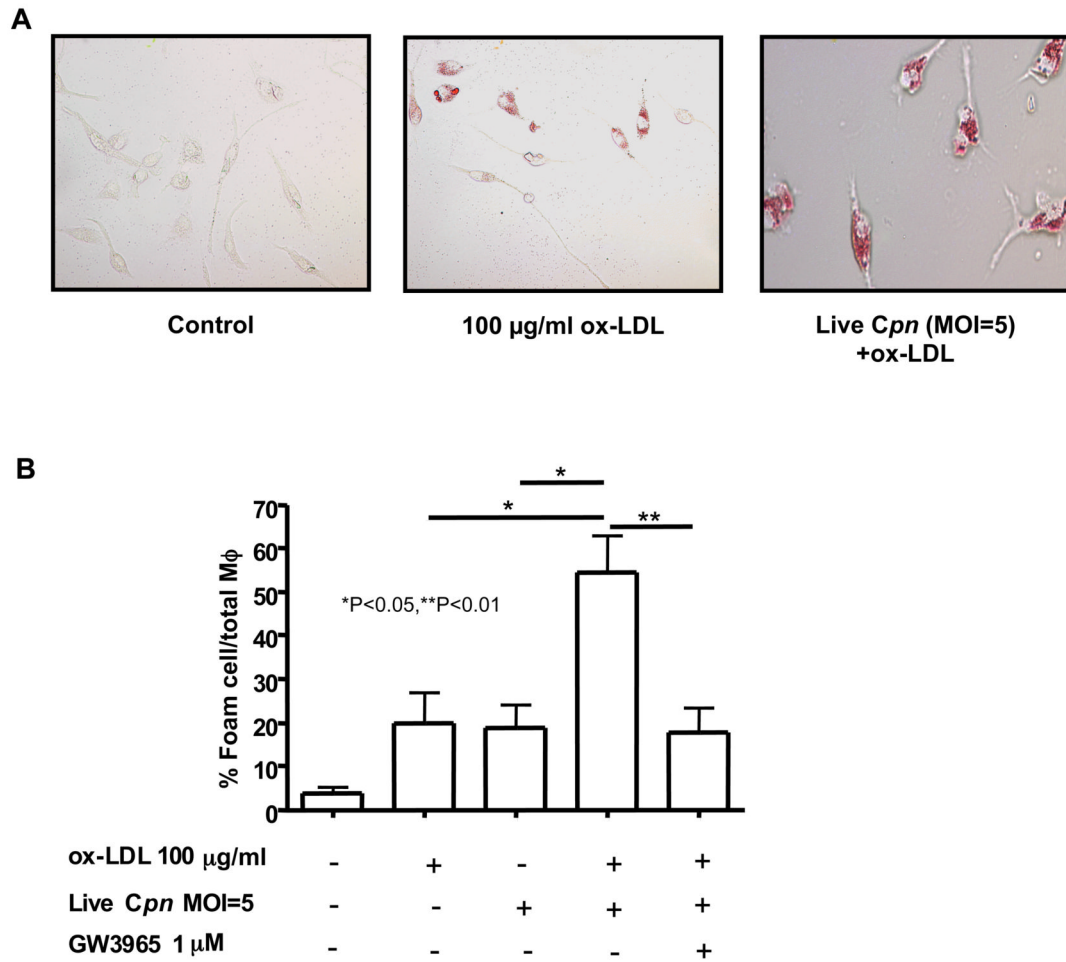 A
Control
100 µg/ml ox-LDL
Live Cpn (MOI=5)
+ox-LDL
B
% Foam cell/total Mϕ
70
60
50
40
30
20
10
0
*
*
**
*P<0.05,**P<0.01
ox-LDL 100 µg/ml - + - + +
Live Cpn MOI=5 - - + + +
GW3965 1 µM - - - - +